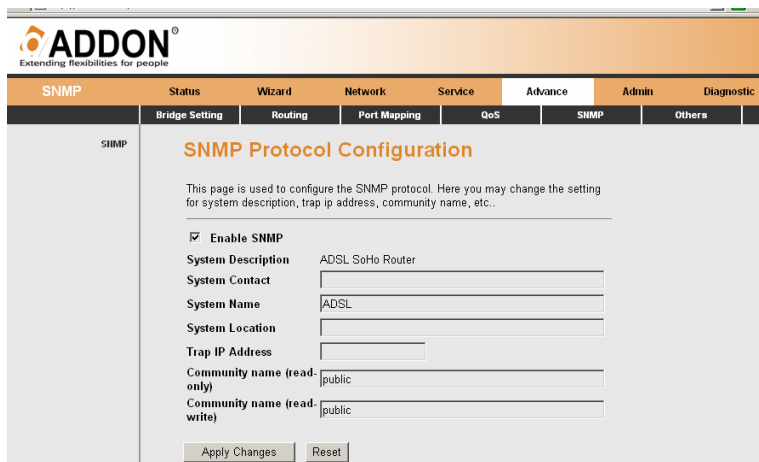 ADDON®
Extending flexibilities for people
SNMP Status Wizard Network Service Advance Admin Diagnostic
Bridge Setting Routing Port Mapping QoS SNMP Others
SNMP
SNMP Protocol Configuration
This page is used to configure the SNMP protocol. Here you may change the setting
for system description, trap ip address, community name, etc..
Enable SNMP
System Description ADSL SoHo Router
System Contact
System Name ADSL
System Location
Trap IP Address
Community name (read-
only) public
Community name (read-
write) public
Apply Changes Reset